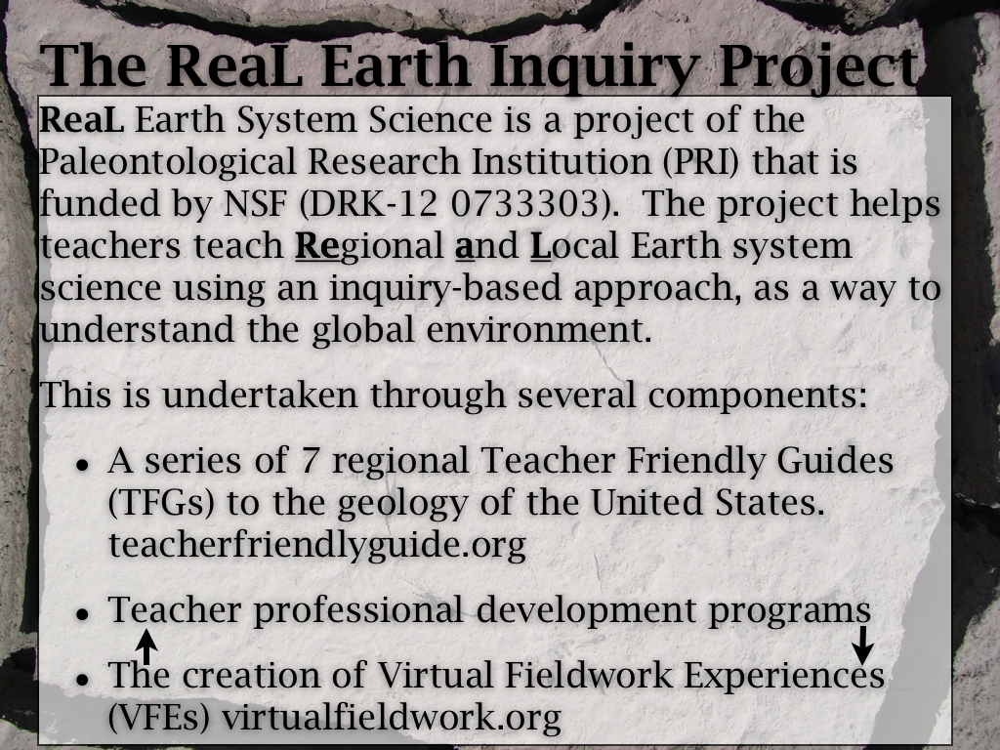 The ReaL Earth Inquiry Project
ReaL Earth System Science is a project of the
Paleontological Research Institution (PRI) that is
funded by NSF (DRK-12 0733303).  The project helps
teachers teach Regional and Local Earth system
science using an inquiry-based approach, as a way to
understand the global environment.
This is undertaken through several components:
• A series of 7 regional Teacher Friendly Guides
(TFGs) to the geology of the United States.
teacherfriendlyguide.org
• Teacher professional development programs
• The creation of Virtual Fieldwork Experiences
(VFEs) virtualfieldwork.org